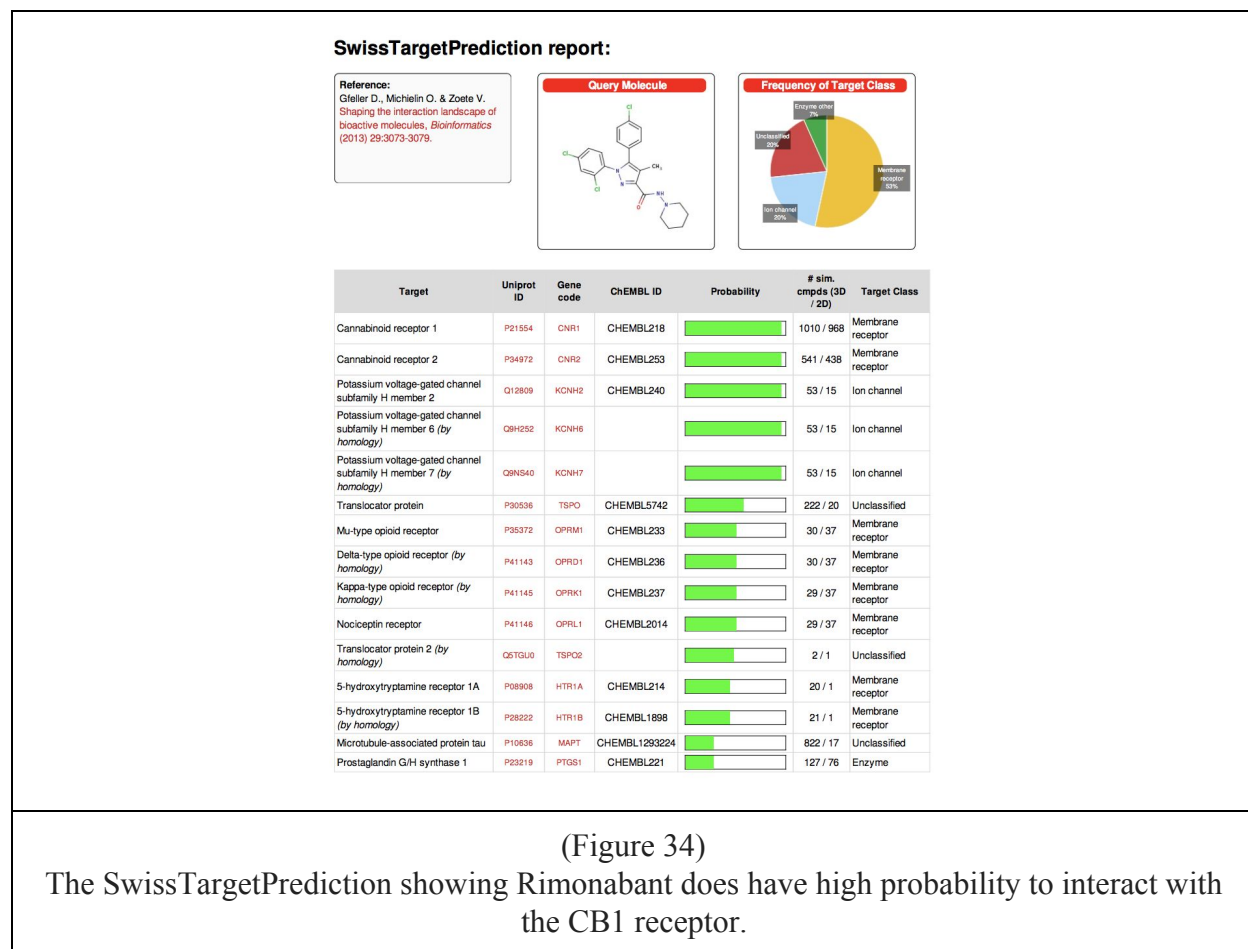 SwissTargetPrediction report:
Reference:
Gfeller D., Michielin O. & Zoete V.
Shaping the interaction landscape of
bioactive molecules, Bioinformatics
(2013) 29:3073-3079.
Query Molecule
Cl
Cl
Cl
N
N
CH₃
O
NH
N
Frequency of Target Class
Enzyme other
7%
Unclassified
20%
Membrane
receptor
53%
Ion channel
20%
Target Uniprot ID Gene code ChEMBL ID Probability # sim. cmpds (3D / 2D) Target Class
Cannabinoid receptor 1 P21554 CNR1 CHEMBL218 1010 / 968 Membrane receptor
Cannabinoid receptor 2 P34972 CNR2 CHEMBL253 541 / 438 Membrane receptor
Potassium voltage-gated channel subfamily H member 2 Q12809 KCNH2 CHEMBL240 53 / 15 Ion channel
Potassium voltage-gated channel subfamily H member 6 (by homology) Q9H252 KCNH6 53 / 15 Ion channel
Potassium voltage-gated channel subfamily H member 7 (by homology) Q9NS40 KCNH7 53 / 15 Ion channel
Translocator protein P30536 TSPO CHEMBL5742 222 / 20 Unclassified
Mu-type opioid receptor P35372 OPRM1 CHEMBL233 30 / 37 Membrane receptor
Delta-type opioid receptor (by homology) P41143 OPRD1 CHEMBL236 30 / 37 Membrane receptor
Kappa-type opioid receptor (by homology) P41145 OPRK1 CHEMBL237 29 / 37 Membrane receptor
Nociceptin receptor P41146 OPRL1 CHEMBL2014 29 / 37 Membrane receptor
Translocator protein 2 (by homology) Q5TGU0 TSPO2 2 / 1 Unclassified
5-hydroxytryptamine receptor 1A P08908 HTR1A CHEMBL214 20 / 1 Membrane receptor
5-hydroxytryptamine receptor 1B (by homology) P28222 HTR1B CHEMBL1898 21 / 1 Membrane receptor
Microtubule-associated protein tau P10636 MAPT CHEMBL1293224 822 / 17 Unclassified
Prostaglandin G/H synthase 1 P23219 PTGS1 CHEMBL221 127 / 76 Enzyme
(Figure 34)
The SwissTargetPrediction showing Rimonabant does have high probability to interact with
the CB1 receptor.